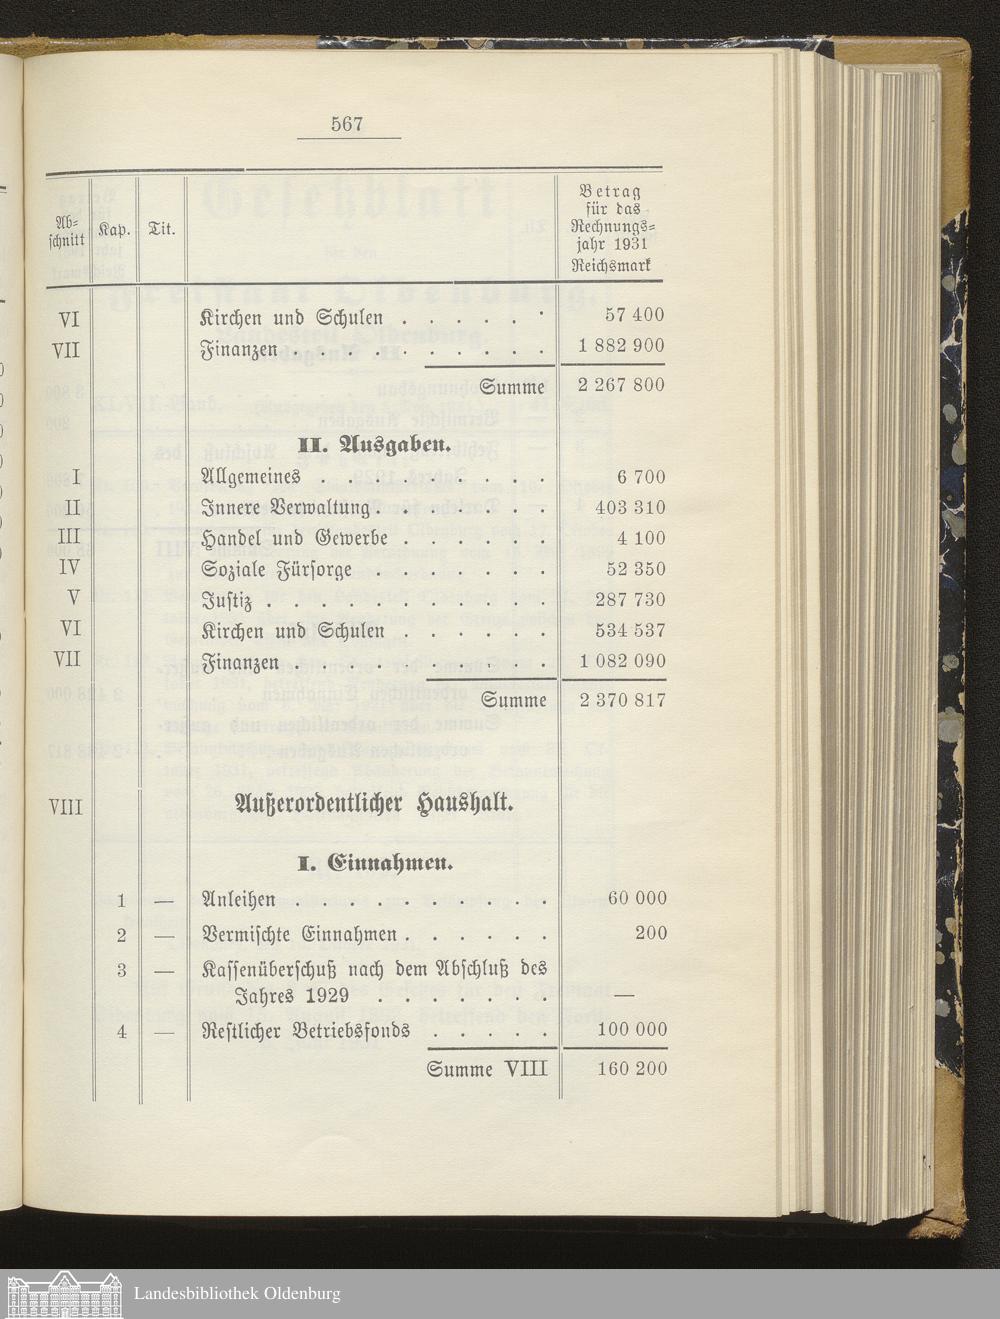 567
Ab-
schnitt
Kap.
Tit.
Betrag
für das
Rechnungs-
jahr 1931
Reichsmark
VI Kirchen und Schulen . . . . . . 57 400
VII Finanzen . . . . . . . . . . 1 882 900
Summe 2 267 800
II. Ausgaben.
I Allgemeines . . . . . . . . . 6 700
II Innere Verwaltung . . . . . . . 403 310
III Handel und Gewerbe . . . . . . 4 100
IV Soziale Fürsorge . . . . . . . 52 350
V Justiz . . . . . . . . . . . 287 730
VI Kirchen und Schulen . . . . . . 534 537
VII Finanzen . . . . . . . . . . 1 082 090
Summe 2 370 817
VIII Außerordentlicher Haushalt.
I. Einnahmen.
1 — Anleihen . . . . . . . . . . 60 000
2 — Vermischte Einnahmen . . . . . . 200
3 — Kassenüberschuß nach dem Abschluß des
Jahres 1929 . . . . . . . —
4 — Restlicher Betriebsfonds . . . . . 100 000
Summe VIII 160 200
Landesbibliothek Oldenburg